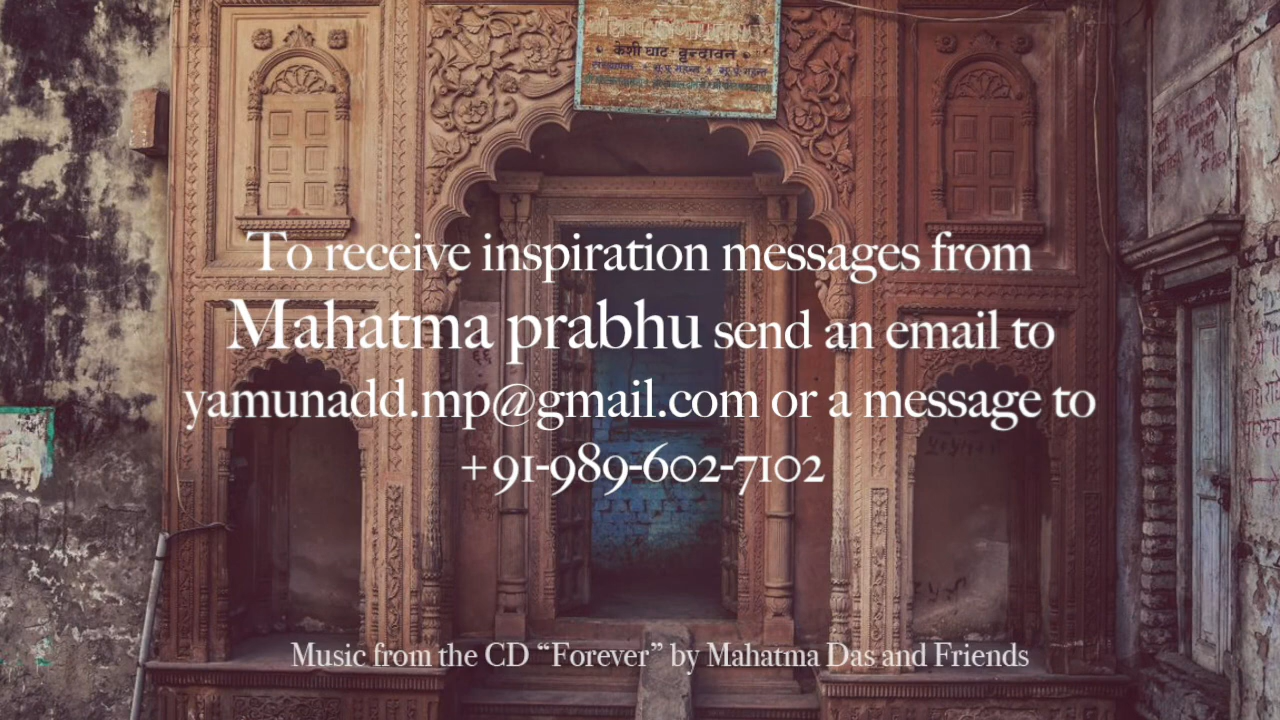 केशी घाट - वृन्दावन
To receive inspiration messages from
Mahatma prabhu send an email to
yamunadd.mp@gmail.com or a message to
+91-989-602-7102
Music from the CD “Forever” by Mahatma Das and Friends